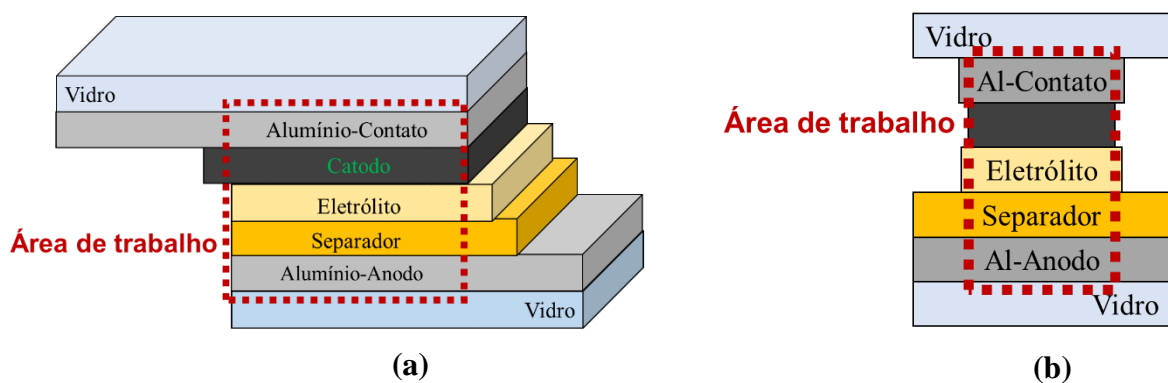 Vidro
Alumínio-Contato
Catodo
Eletrólito
Separador
Alumínio-Anodo
Vidro
Área de trabalho
(a)
Vidro
Al-Contato
Área de trabalho
Eletrólito
Separador
Al-Anodo
Vidro
(b)